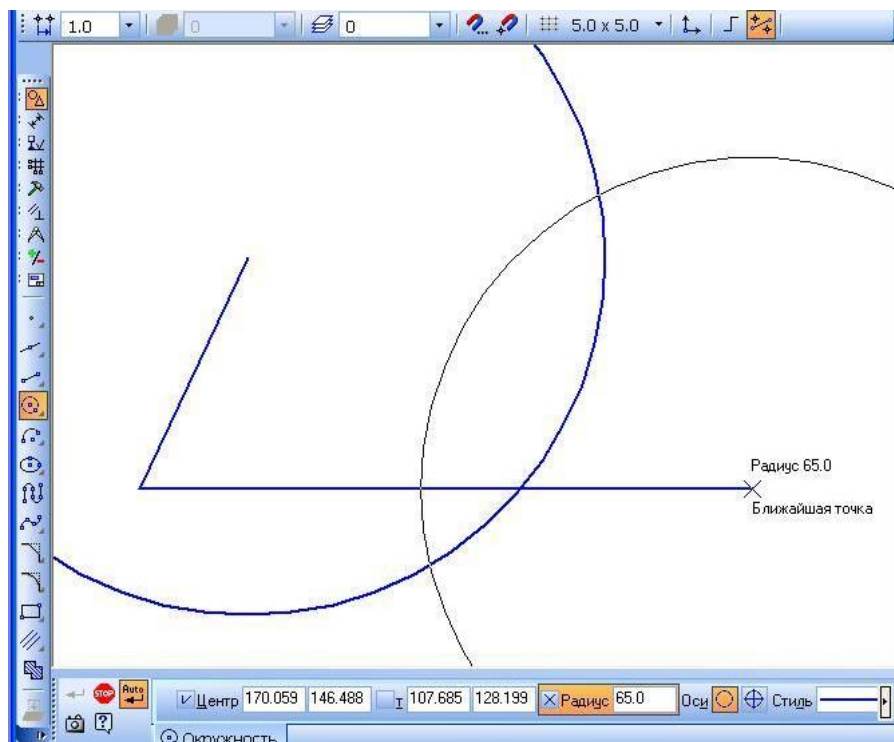 1.0 0 0 5.0 x 5.0
Радиус 65.0
Ближайшая точка
STOP Auto Центр 170.059 146.488 т 107.685 128.199 Радиус 65.0 Оси Стиль
Окружность